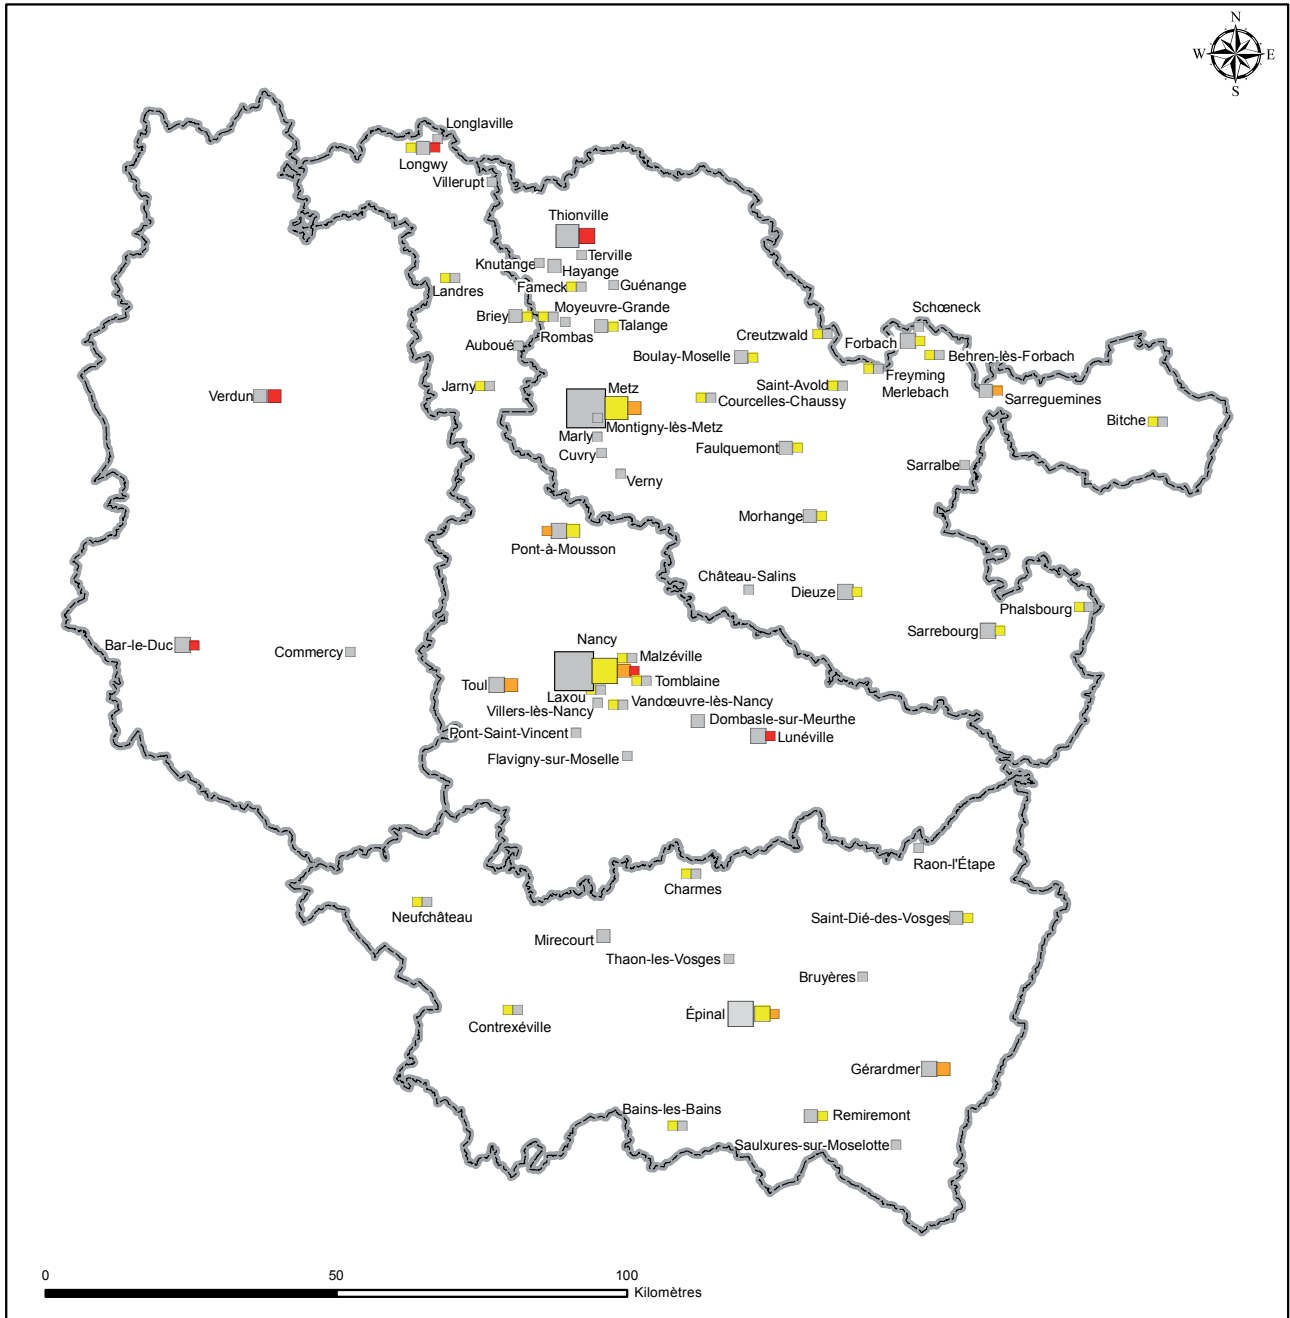 N
W E
S
Longlaville
Longwy
Villerupt
Thionville
Terville
Knutange
Hayange
Landres
Fameck
Guénange
Moyeuvre-Grande
Briey
Rombas
Talange
Auboué
Schœneck
Creutzwald
Forbach
Boulay-Moselle
Behren-lès-Forbach
Freyming
Merlebach
Jarny
Verdun
Metz
Saint-Avold
Courcelles-Chaussy
Sarreguemines
Bitche
Montigny-lès-Metz
Marly
Cuvry
Faulquemont
Sarralbe
Verny
Morhange
Pont-à-Mousson
Château-Salins
Dieuze
Phalsbourg
Sarrebourg
Bar-le-Duc
Commercy
Nancy
Malzéville
Toul
Tomblaine
Laxou
Villers-lès-Nancy
Vandœuvre-lès-Nancy
Dombasle-sur-Meurthe
Pont-Saint-Vincent
Lunéville
Flavigny-sur-Moselle
Raon-l'Étape
Charmes
Neufchâteau
Saint-Dié-des-Vosges
Mirecourt
Thaon-les-Vosges
Bruyères
Épinal
Contrexéville
Gérardmer
Bains-les-Bains
Remiremont
Saulxures-sur-Moselotte
0 50 100
Kilomètres